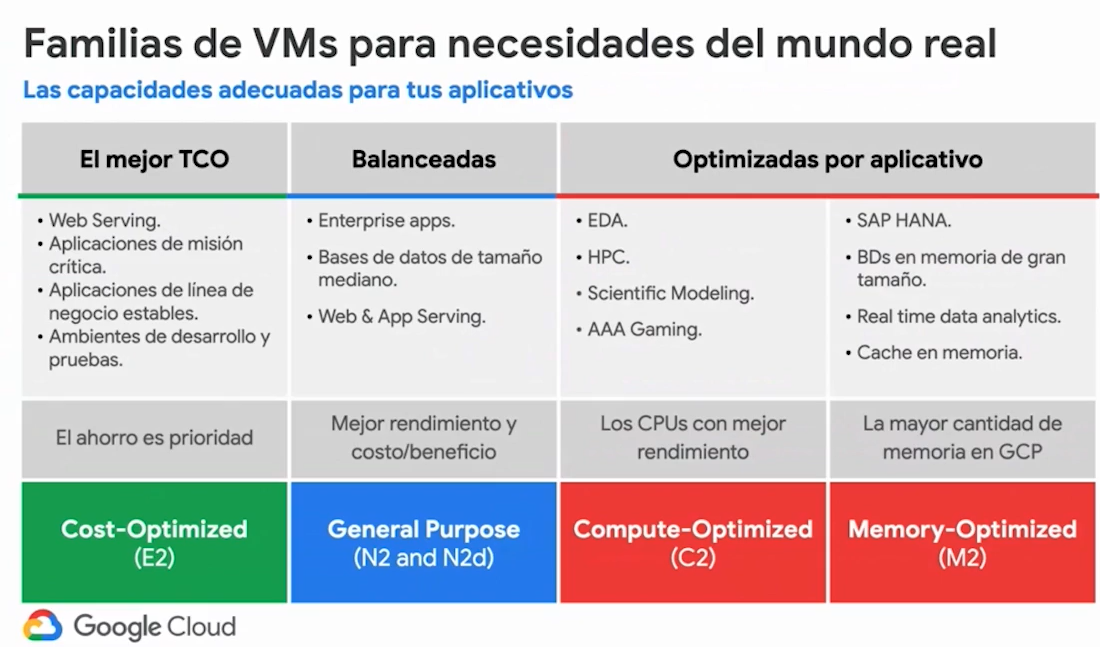 Familias de VMs para necesidades del mundo real
Las capacidades adecuadas para tus aplicativos
El mejor TCO
Balanceadas
Optimizadas por aplicativo
• Web Serving.
• Aplicaciones de misión
crítica.
• Aplicaciones de línea de
negocio estables.
• Ambientes de desarrollo y
pruebas.
• Enterprise apps.
• Bases de datos de tamaño
mediano.
• Web & App Serving.
• EDA.
• HPC.
• Scientific Modeling.
• AAA Gaming.
• SAP HANA.
• BDs en memoria de gran
tamaño.
• Real time data analytics.
• Cache en memoria.
El ahorro es prioridad
Mejor rendimiento y
costo/beneficio
Los CPUs con mejor
rendimiento
La mayor cantidad de
memoria en GCP
Cost-Optimized
(E2)
General Purpose
(N2 and N2d)
Compute-Optimized
(C2)
Memory-Optimized
(M2)
Google Cloud